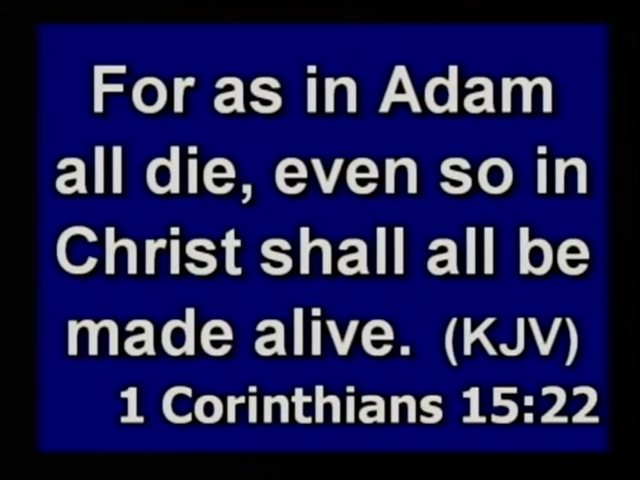 For as in Adam
all die, even so in
Christ shall all be
made alive. (KJV)
1 Corinthians 15:22